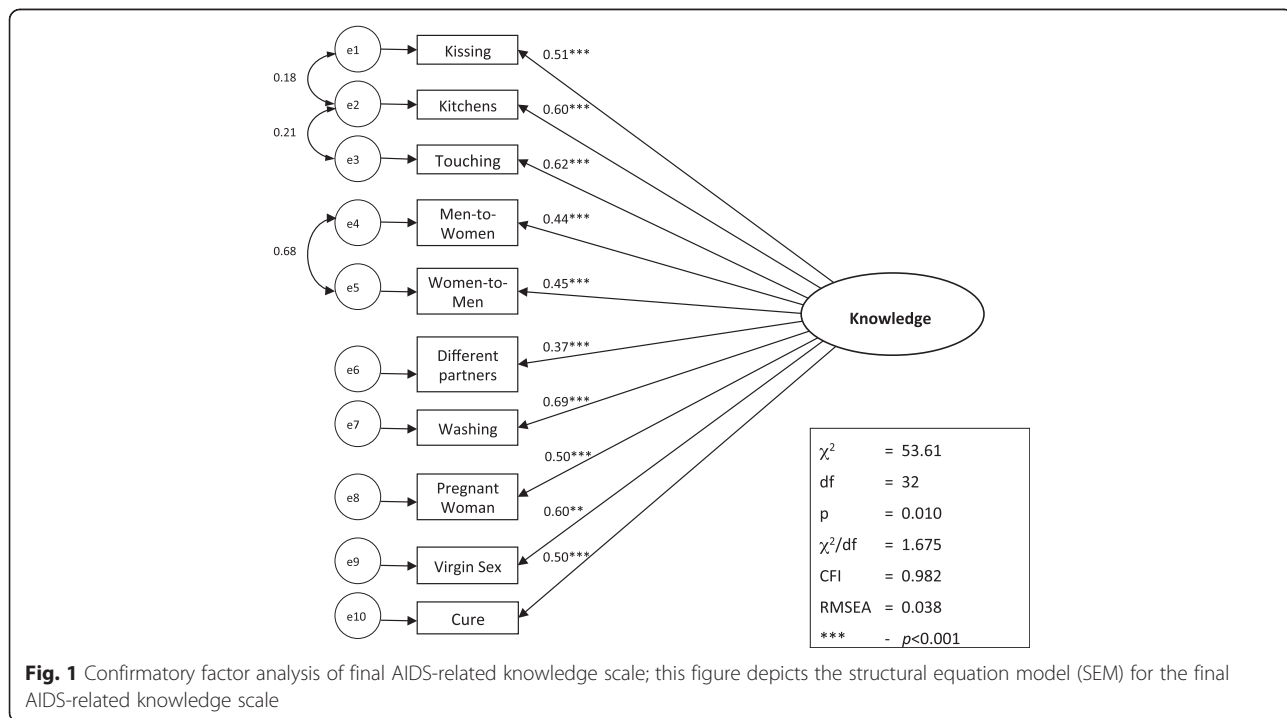 e1
Kissing
0.51***
0.18
e2
Kitchens
0.60***
0.21
e3
Touching
0.62***
e4
Men-to-
Women
0.44***
0.68
e5
Women-to-
Men
0.45***
Knowledge
e6
Different
partners
0.37***
e7
Washing
0.69***
e8
Pregnant
Woman
0.50***
e9
Virgin Sex
0.60**
e10
Cure
0.50***
χ² = 53.61
df = 32
p = 0.010
χ²/df = 1.675
CFI = 0.982
RMSEA = 0.038
*** - p<0.001
Fig. 1 Confirmatory factor analysis of final AIDS-related knowledge scale; this figure depicts the structural equation model (SEM) for the final
AIDS-related knowledge scale